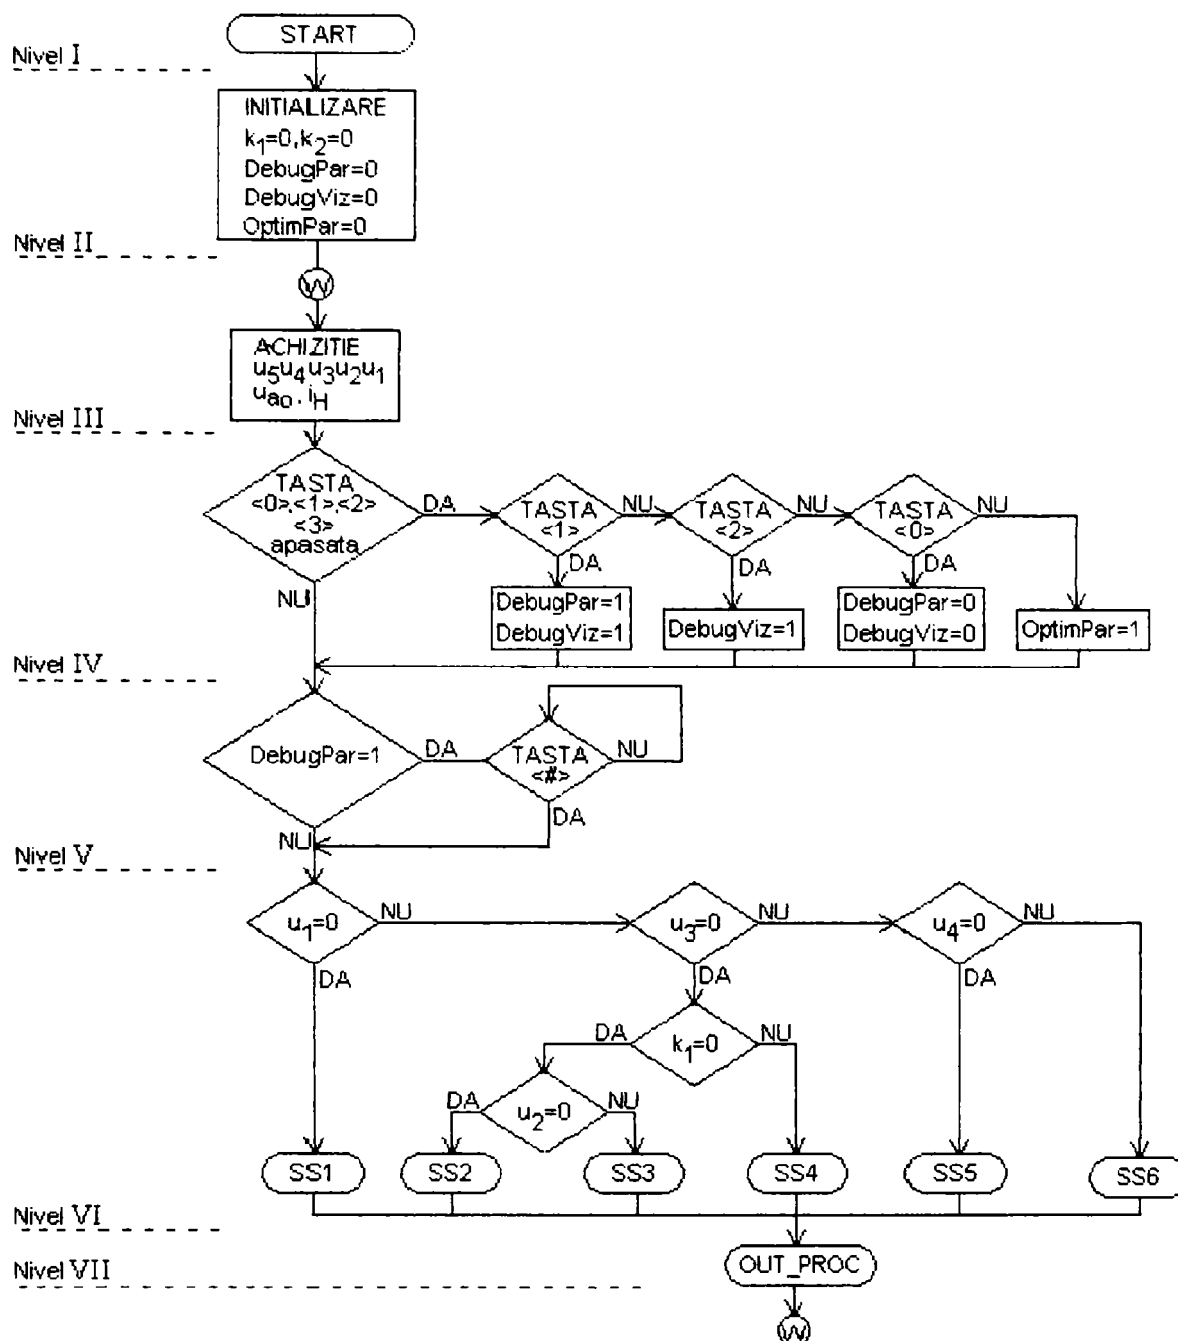 START
Nivel I
INITIALIZARE
k1=0,k2=0
DebugPar=0
DebugViz=0
OptimPar=0
Nivel II
W
ACHIZITIE
u5u4u3u2u1
uao.iH
Nivel III
TASTA
<0>,<1>,<2>
<3>
apasata
DA
TASTA
<1>
NU
TASTA
<2>
NU
TASTA
<0>
NU
NU
DA
DA
DA
DebugPar=1
DebugViz=1
DebugViz=1
DebugPar=0
DebugViz=0
OptimPar=1
Nivel IV
DebugPar=1
DA
TASTA
<#>
NU
DA
NU
Nivel V
u1=0
NU
u3=0
NU
u4=0
NU
DA
DA
DA
DA
k1=0
NU
DA
u2=0
NU
SS1
SS2
SS3
SS4
SS5
SS6
Nivel VI
Nivel VII
OUT_PROC
W